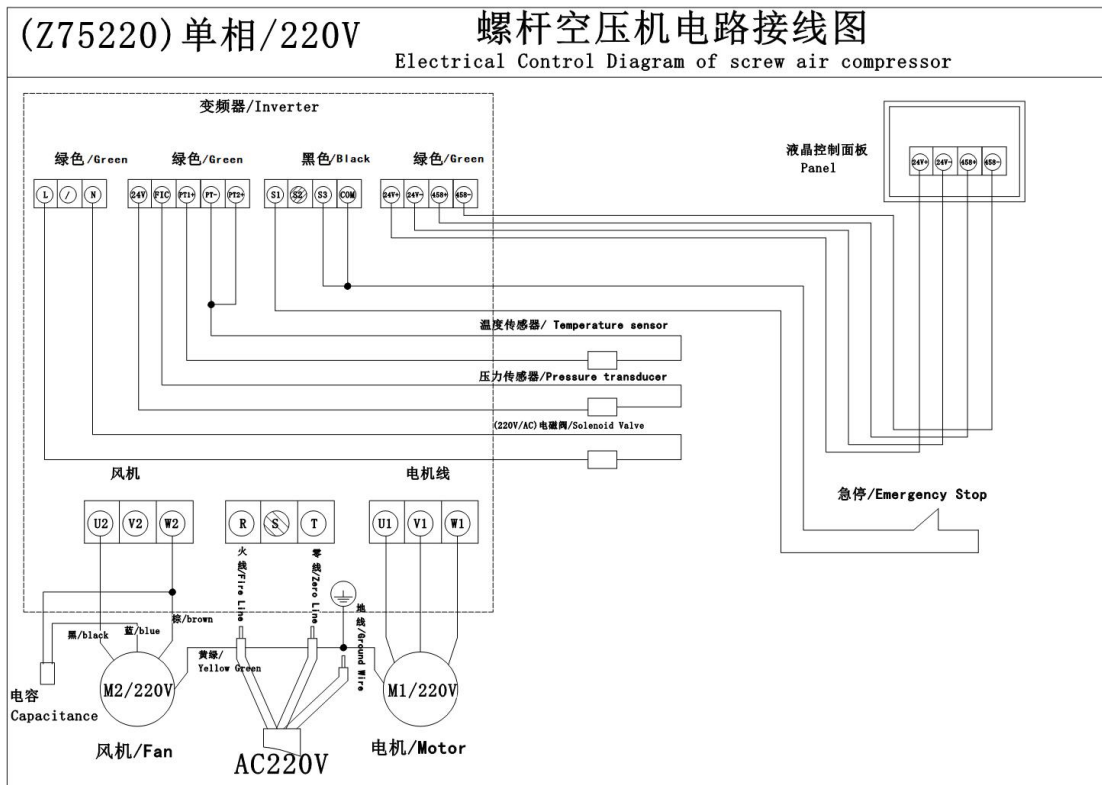 (Z75220)单相/220V
螺杆空压机电路接线图
Electrical Control Diagram of screw air compressor
变频器/Inverter
绿色/Green
绿色/Green
黑色/Black
绿色/Green
L / N
24V FIC PT1+ PT- PT2+
S1 S2 S3 COM
24V+ 24V- 458+ 458-
液晶控制面板
Panel
24V+ 24V- 458+ 458-
温度传感器/ Temperature sensor
压力传感器/Pressure transducer
(220V/AC)电磁阀/Solenoid Valve
风机
电机线
急停/Emergency Stop
U2 V2 W2
R S T
U1 V1 W1
火线/Fire Line
零线/Zero Line
地线/Ground Wire
棕/brown
黑/black
蓝/blue
黄緑/
Yellow Green
M2/220V
M1/220V
电容
Capacitance
风机/Fan
AC220V
电机/Motor